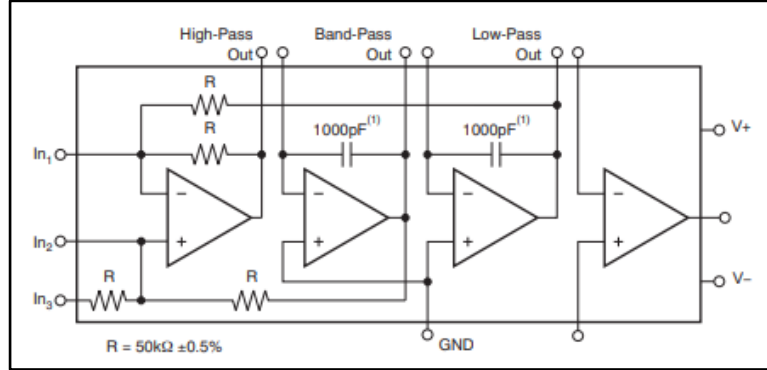 High-Pass Band-Pass Low-Pass
Out Out Out
R
R
1000pF(1) 1000pF(1)
V+
In1
− − − −
In2
+ + + +
R R
V−
In3
GND
R = 50kΩ ±0.5%